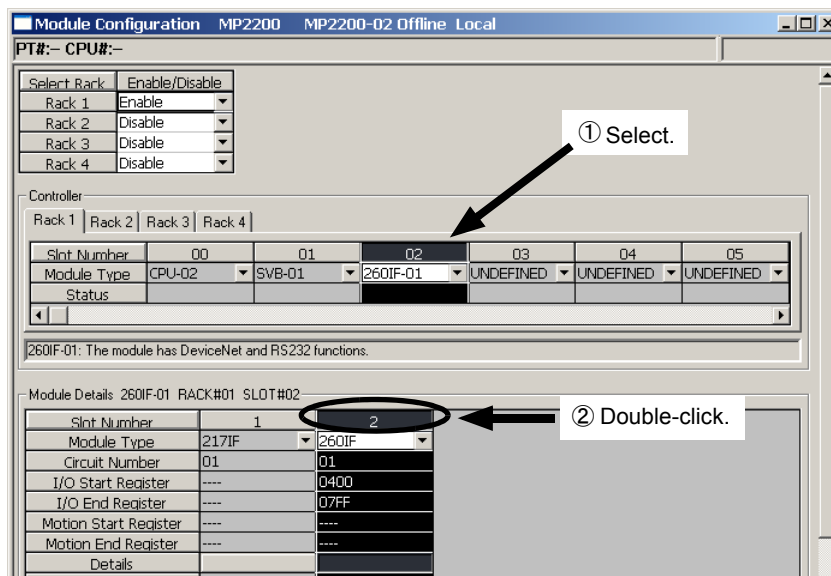 Module Configuration MP2200 MP2200-02 Offline Local
PT#:– CPU#:–
Select Rack Enable/Disable
Rack 1 Enable
Rack 2 Disable
Rack 3 Disable
Rack 4 Disable
① Select.
Controller
Rack 1 Rack 2 Rack 3 Rack 4
Slot Number 00 01 02 03 04 05
Module Type CPU-02 SVB-01 260IF-01 UNDEFINED UNDEFINED UNDEFINED
Status
260IF-01: The module has DeviceNet and RS232 functions.
Module Details 260IF-01 RACK#01 SLOT#02
Slot Number 1 2
② Double-click.
Module Type 217IF 260IF
Circuit Number 01 01
I/O Start Register ---- 0400
I/O End Register ---- 07FF
Motion Start Register ---- ----
Motion End Register ---- ----
Details